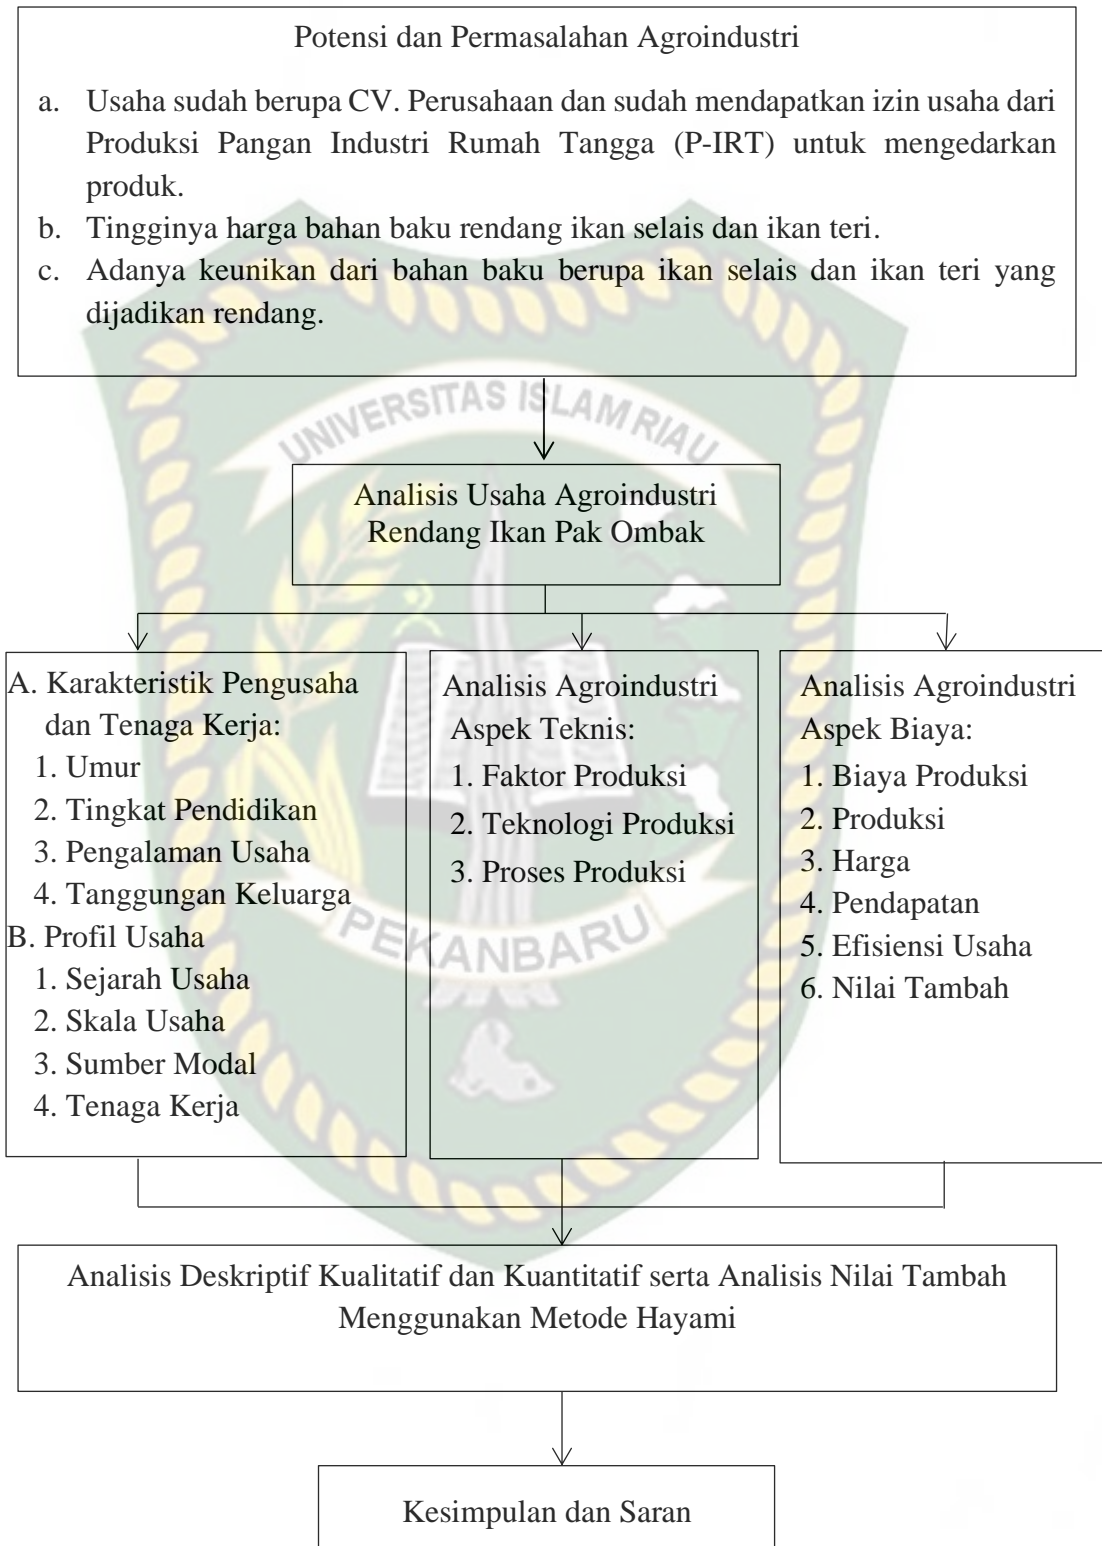 Potensi dan Permasalahan Agroindustri
a. Usaha sudah berupa CV. Perusahaan dan sudah mendapatkan izin usaha dari
Produksi Pangan Industri Rumah Tangga (P-IRT) untuk mengedarkan
produk.
b. Tingginya harga bahan baku rendang ikan selais dan ikan teri.
c. Adanya keunikan dari bahan baku berupa ikan selais dan ikan teri yang
dijadikan rendang.
UNIVERSITAS ISLAM RIAU
Analisis Usaha Agroindustri
Rendang Ikan Pak Ombak
A. Karakteristik Pengusaha
dan Tenaga Kerja:
1. Umur
2. Tingkat Pendidikan
3. Pengalaman Usaha
4. Tanggungan Keluarga
B. Profil Usaha
1. Sejarah Usaha
2. Skala Usaha
3. Sumber Modal
4. Tenaga Kerja
Analisis Agroindustri
Aspek Teknis:
1. Faktor Produksi
2. Teknologi Produksi
3. Proses Produksi
Analisis Agroindustri
Aspek Biaya:
1. Biaya Produksi
2. Produksi
3. Harga
4. Pendapatan
5. Efisiensi Usaha
6. Nilai Tambah
PEKANBARU
Analisis Deskriptif Kualitatif dan Kuantitatif serta Analisis Nilai Tambah
Menggunakan Metode Hayami
Kesimpulan dan Saran